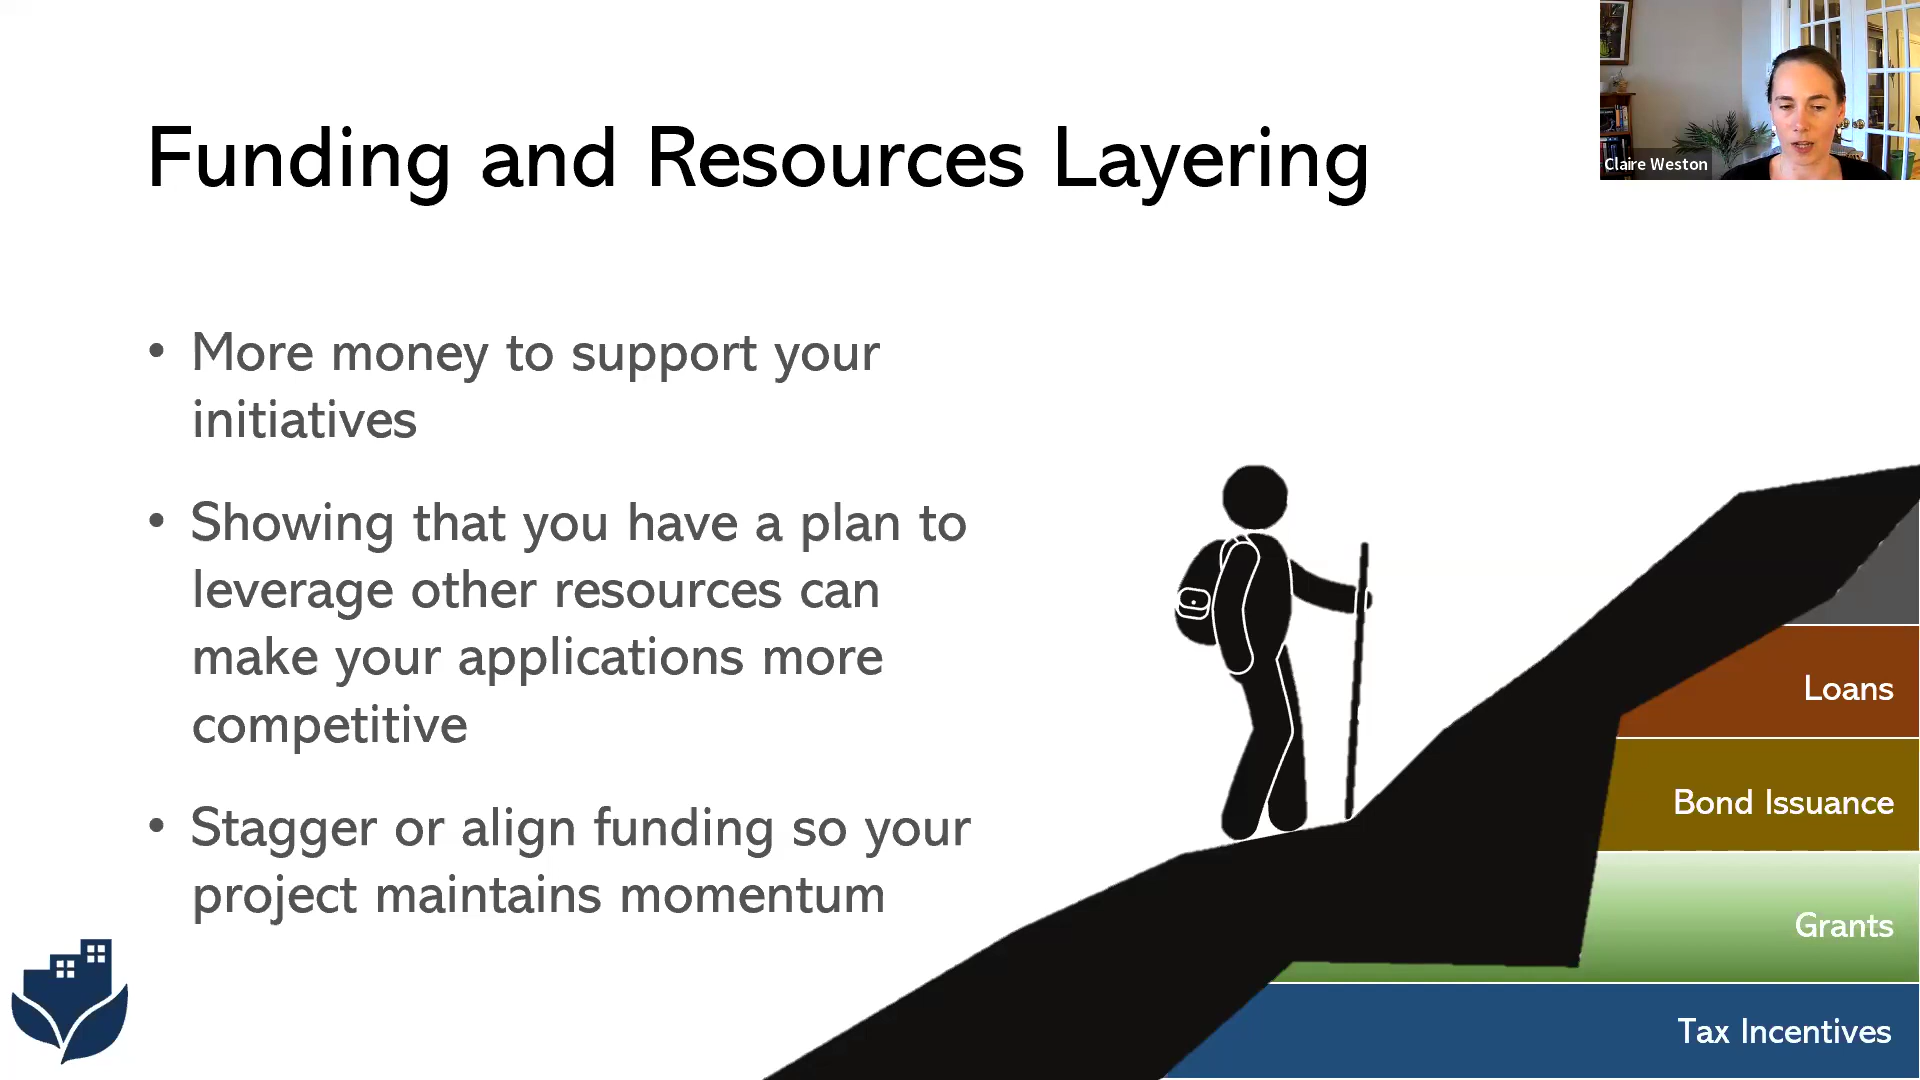 Funding and Resources Layering
Claire Weston
• More money to support your
initiatives
• Showing that you have a plan to
leverage other resources can
make your applications more
competitive
• Stagger or align funding so your
project maintains momentum
Loans
Bond Issuance
Grants
Tax Incentives